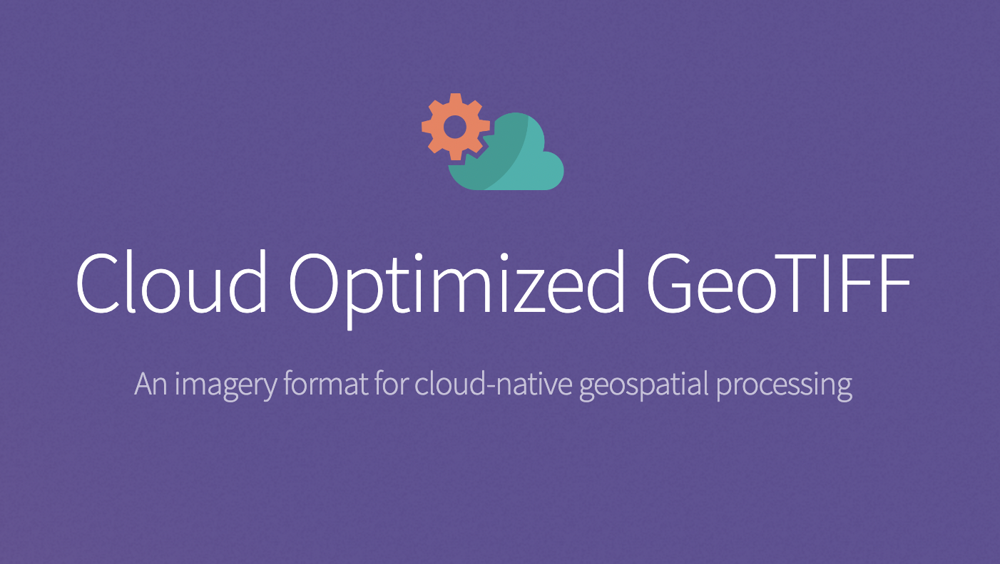 Cloud Optimized GeoTIFF
An imagery format for cloud-native geospatial processing